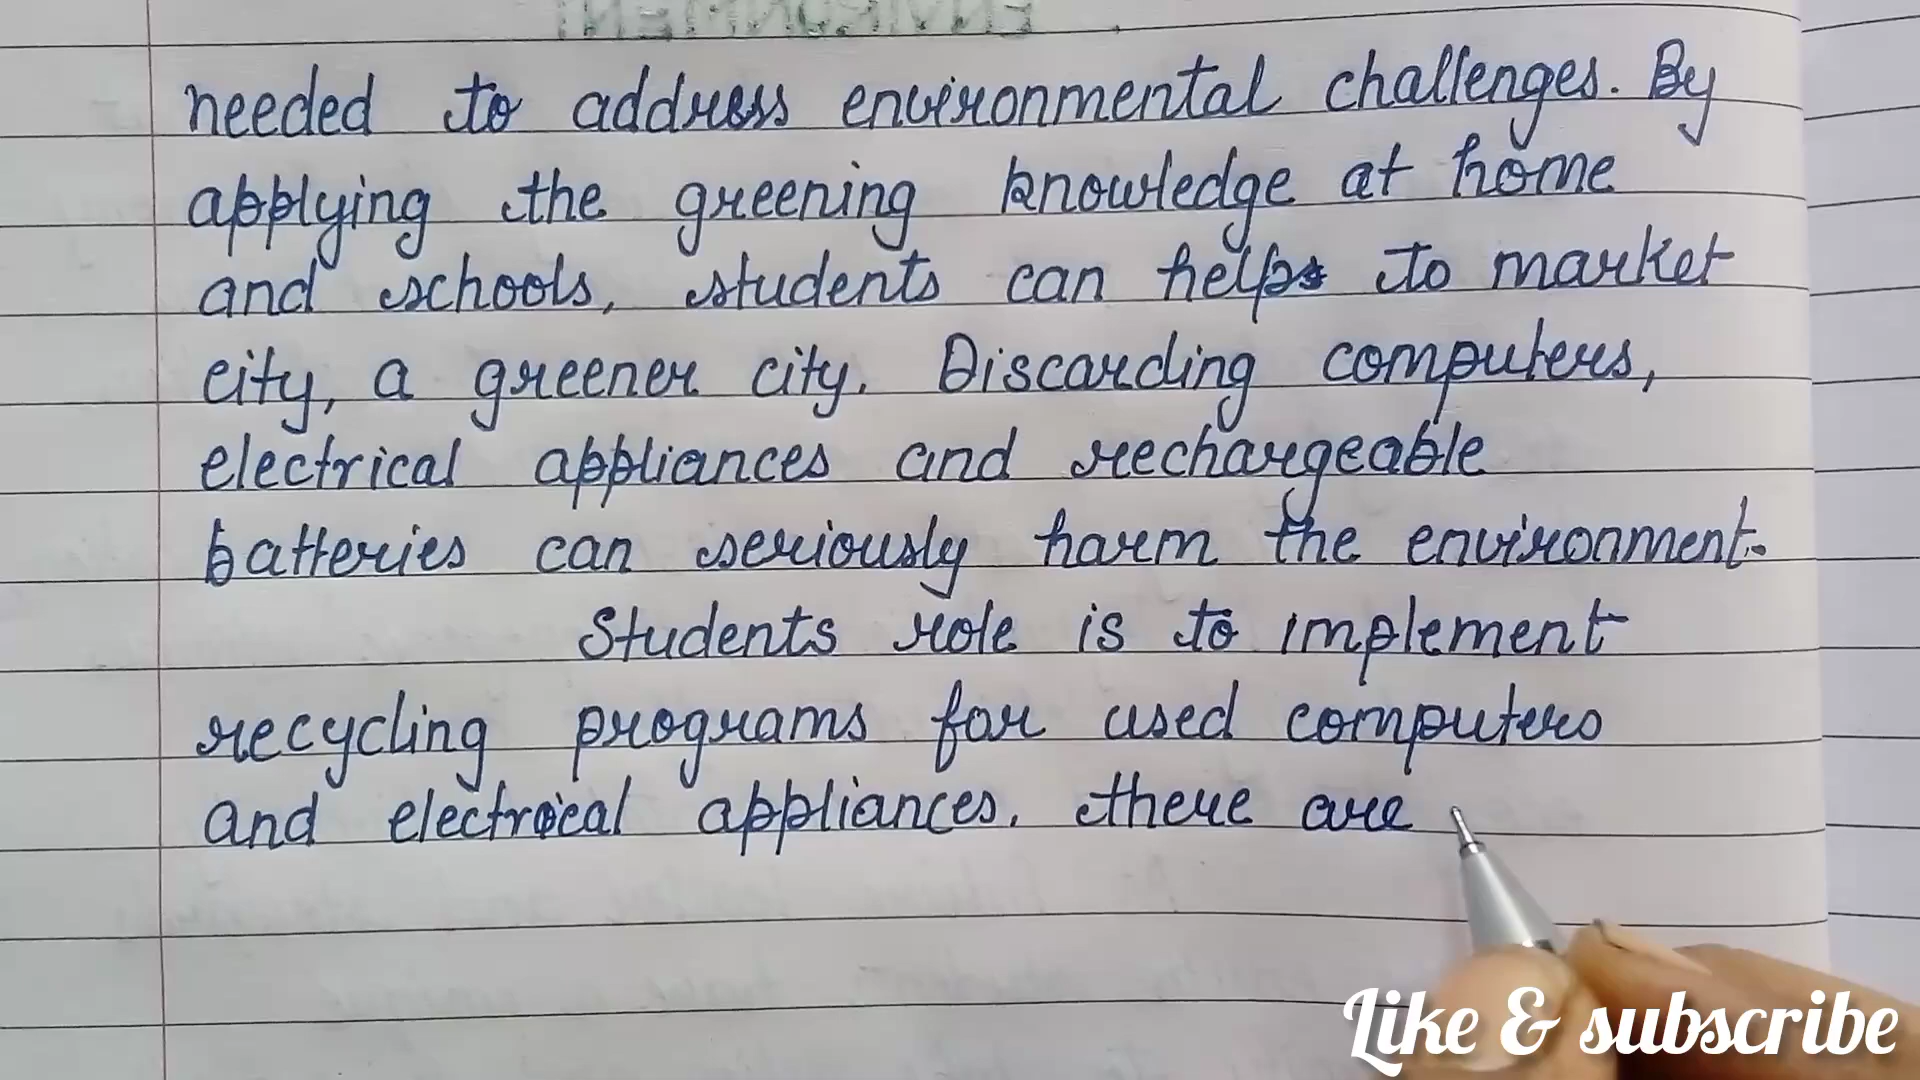 ENVIRONMENT
needed to address environmental challenges. By
applying the greening knowledge at home
and schools, students can helps to market
city, a greener city. Discarding computers,
electrical appliances and rechargeable
batteries can seriously harm the environment.
Students role is to implement
recycling programs for used computers
and electrical appliances. there are
Like & subscribe